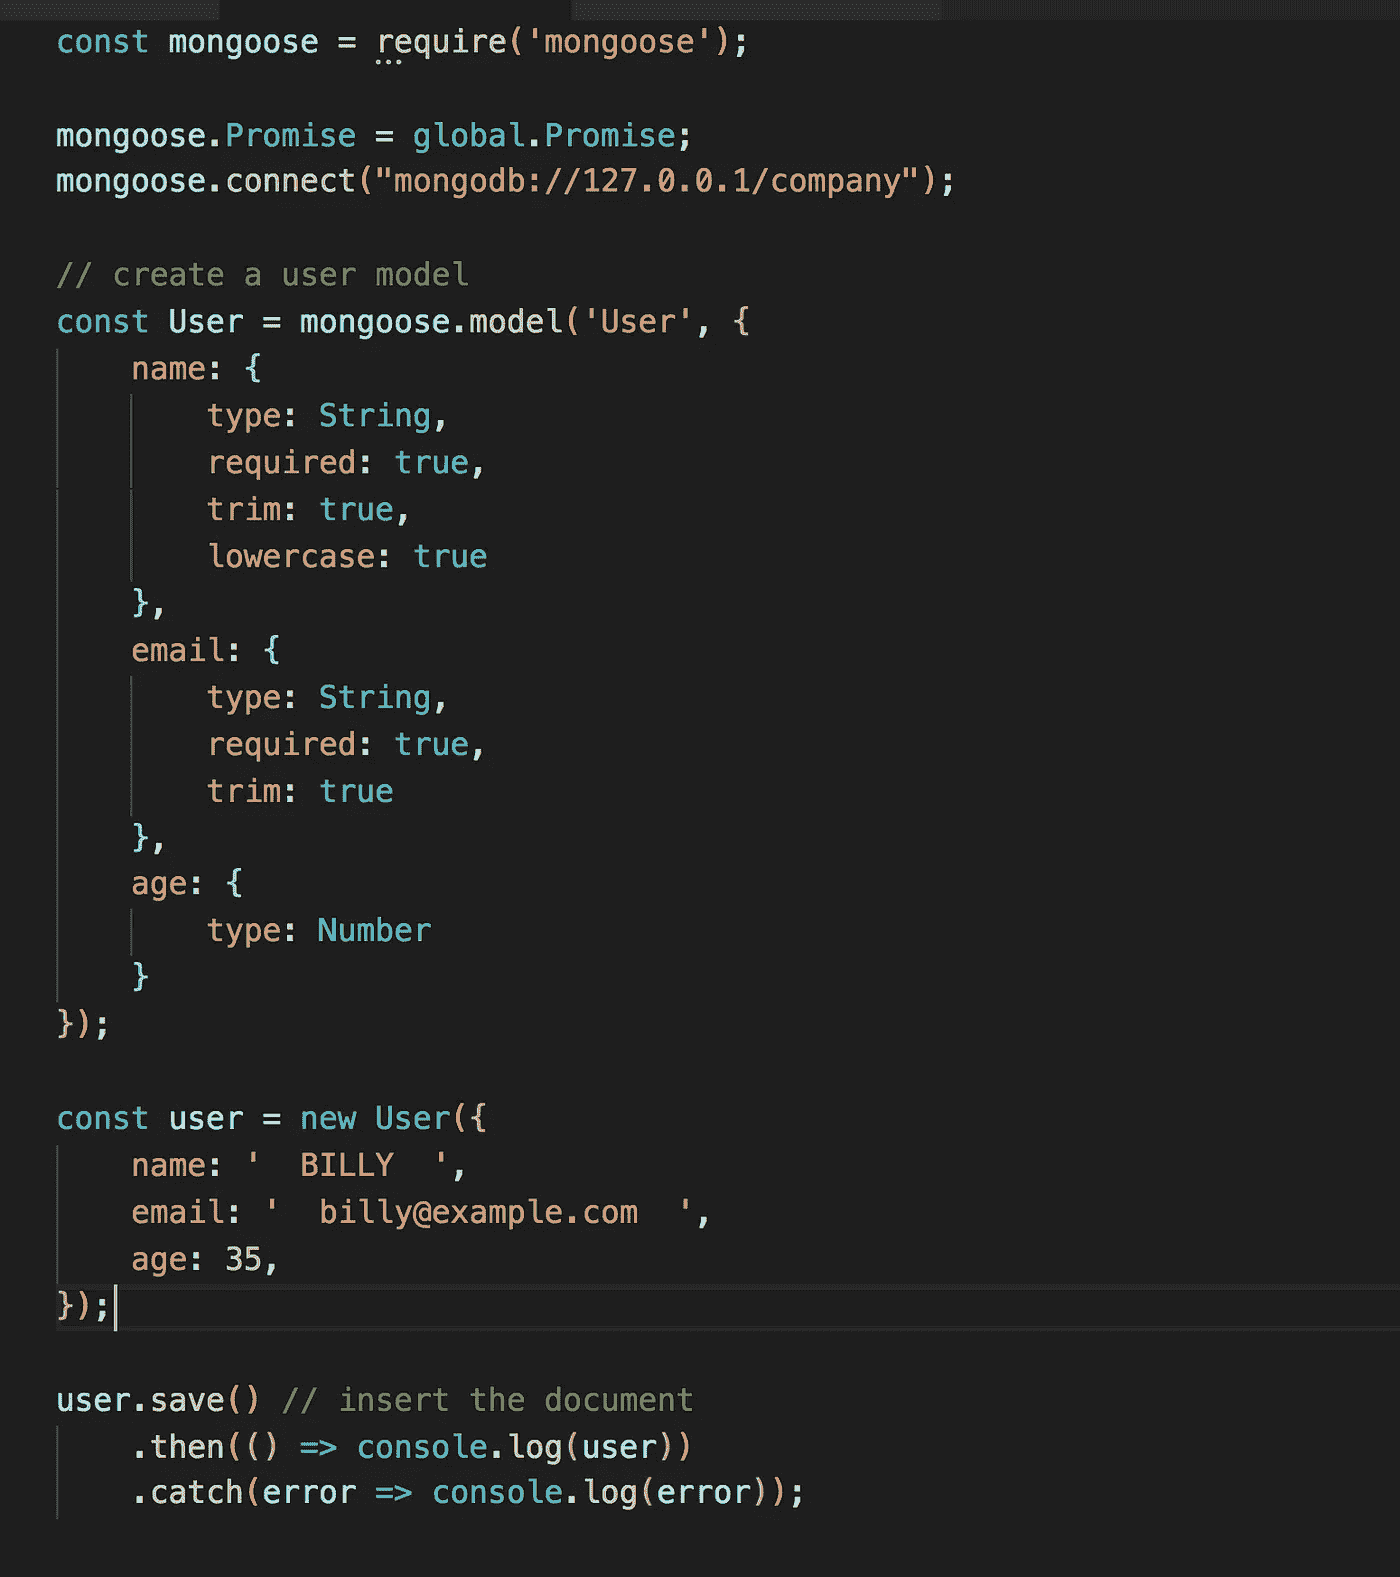 const mongoose = require('mongoose');
mongoose.Promise = global.Promise;
mongoose.connect("mongodb://127.0.0.1/company");
// create a user model
const User = mongoose.model('User', {
    name: {
        type: String,
        required: true,
        trim: true,
        lowercase: true
    },
    email: {
        type: String,
        required: true,
        trim: true
    },
    age: {
        type: Number
    }
});
const user = new User({
    name: '  BILLY  ',
    email: '  billy@example.com  ',
    age: 35,
});
user.save() // insert the document
    .then(() => console.log(user))
    .catch(error => console.log(error));